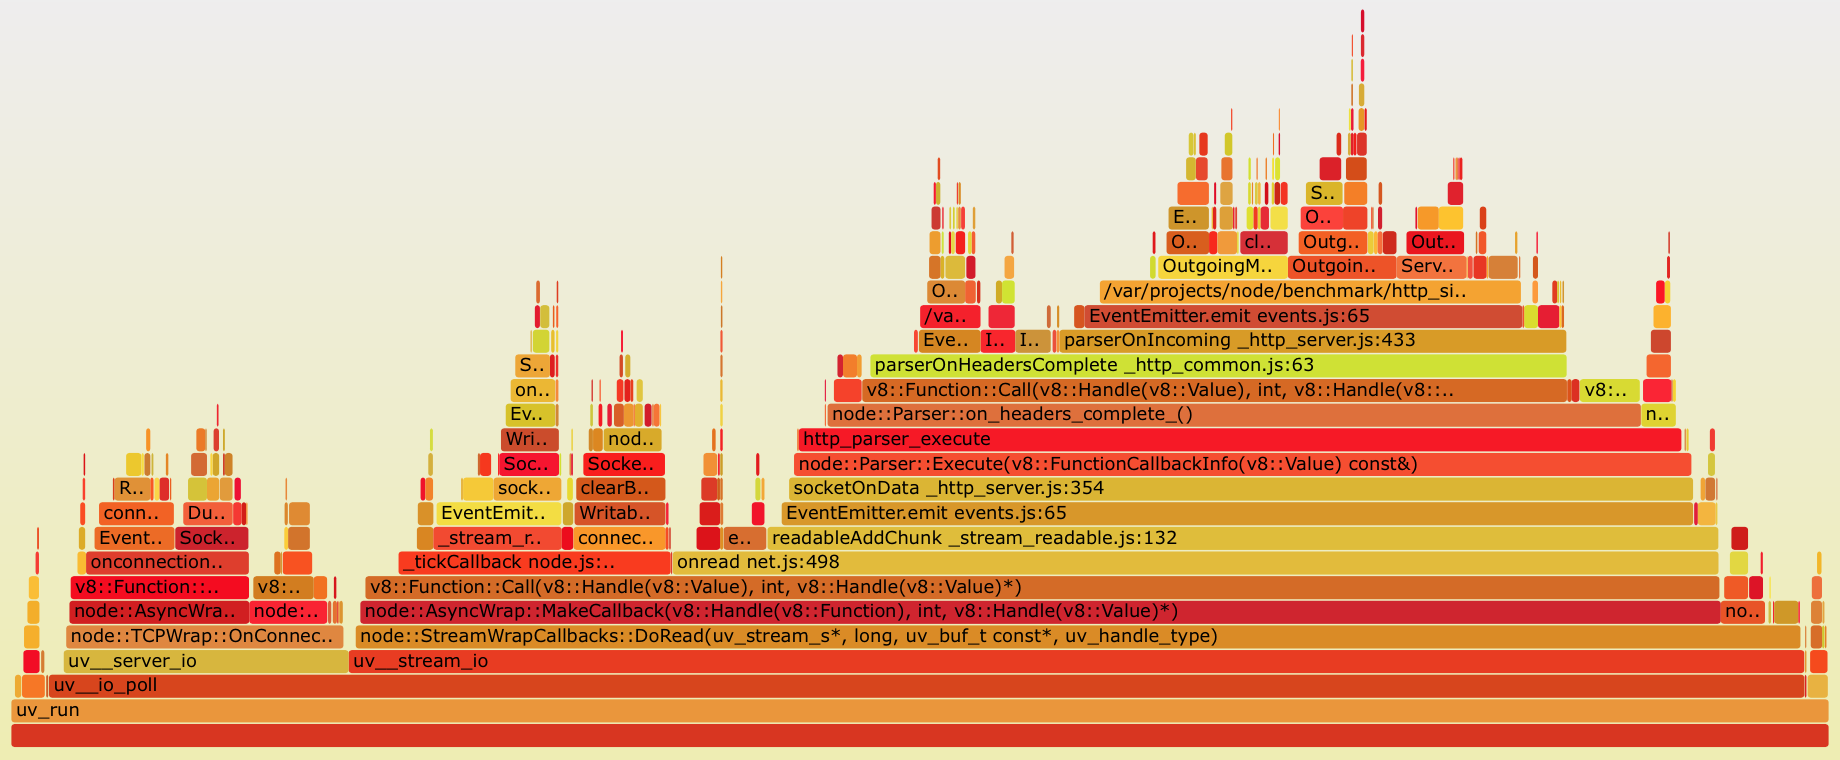 S..
E.. O..
O.. cl.. Outg.. Out..
OutgoingM.. Outgoin.. Serv..
O.. /var/projects/node/benchmark/http_si..
/va.. EventEmitter.emit events.js:65
Eve.. I.. I.. parserOnIncoming _http_server.js:433
S.. parserOnHeadersComplete _http_common.js:63
on.. v8::Function::Call(v8::Handle(v8::Value), int, v8::Handle(v8::.. v8:..
Ev.. node::Parser::on_headers_complete_() n..
Wri.. nod.. http_parser_execute
Soc.. Socke.. node::Parser::Execute(v8::FunctionCallbackInfo(v8::Value) const&)
R.. sock.. clearB.. socketOnData _http_server.js:354
conn.. Du.. EventEmit.. Writab.. EventEmitter.emit events.js:65
Event.. Sock.. _stream_r.. connec.. e.. readableAddChunk _stream_readable.js:132
onconnection.. _tickCallback node.js:.. onread net.js:498
v8::Function::.. v8:.. v8::Function::Call(v8::Handle(v8::Value), int, v8::Handle(v8::Value)*)
node::AsyncWra.. node:.. node::AsyncWrap::MakeCallback(v8::Handle(v8::Function), int, v8::Handle(v8::Value)*) no..
node::TCPWrap::OnConnec.. node::StreamWrapCallbacks::DoRead(uv_stream_s*, long, uv_buf_t const*, uv_handle_type)
uv__server_io uv__stream_io
uv__io_poll
uv_run